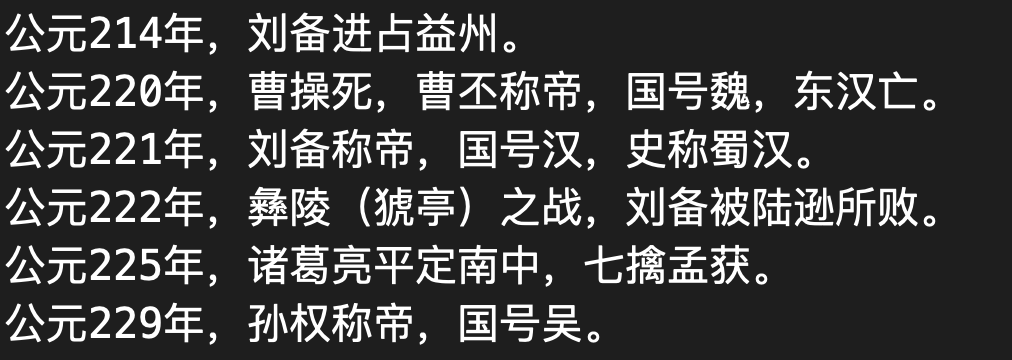 公元214年，刘备进占益州。
公元220年，曹操死，曹丕称帝，国号魏，东汉亡。
公元221年，刘备称帝，国号汉，史称蜀汉。
公元222年，彝陵（猇亭）之战，刘备被陆逊所败。
公元225年，诸葛亮平定南中，七擒孟获。
公元229年，孙权称帝，国号吴。